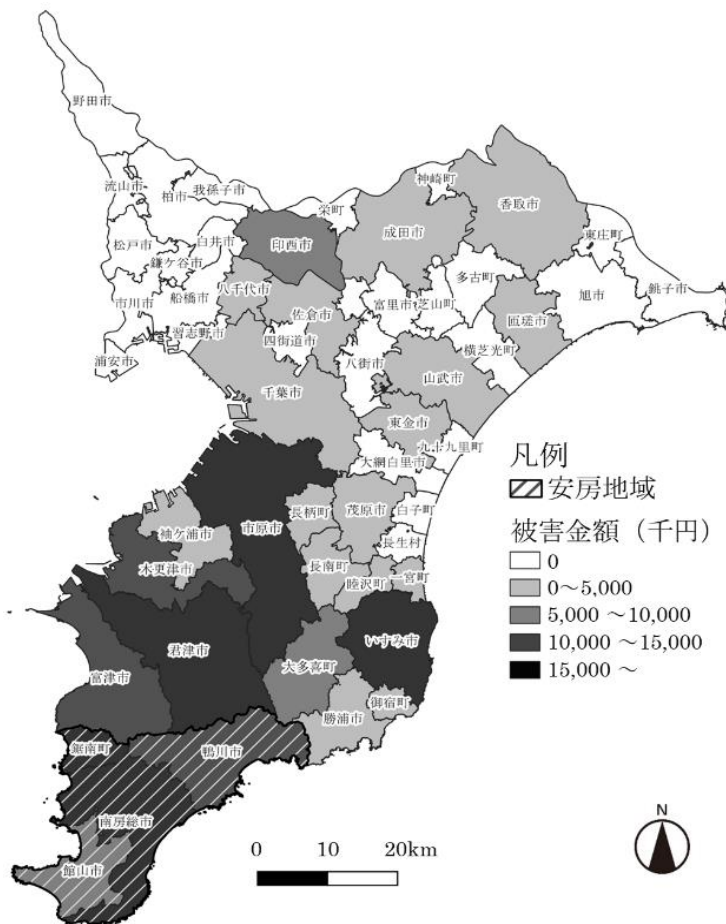 野田市
流山市
柏市
我孫子市
松戸市
鎌ケ谷市
白井市
市川市
船橋市
習志野市
浦安市
印西市
栄町
成田市
神崎町
香取市
東庄町
銚子市
旭市
匝瑳市
多古町
芝山町
富里市
横芝光町
八千代市
佐倉市
四街道市
八街市
千葉市
山武市
東金市
九十九里町
大網白里市
白子町
茂原市
長柄町
長生村
長南町
睦沢町
一宮町
市原市
袖ケ浦市
木更津市
君津市
富津市
いすみ市
大多喜町
御宿町
勝浦市
鋸南町
鴨川市
南房総市
館山市
凡例
安房地域
被害金額（千円）
0
0～5,000
5,000 ～10,000
10,000 ～15,000
15,000 ～
0 10 20km
N